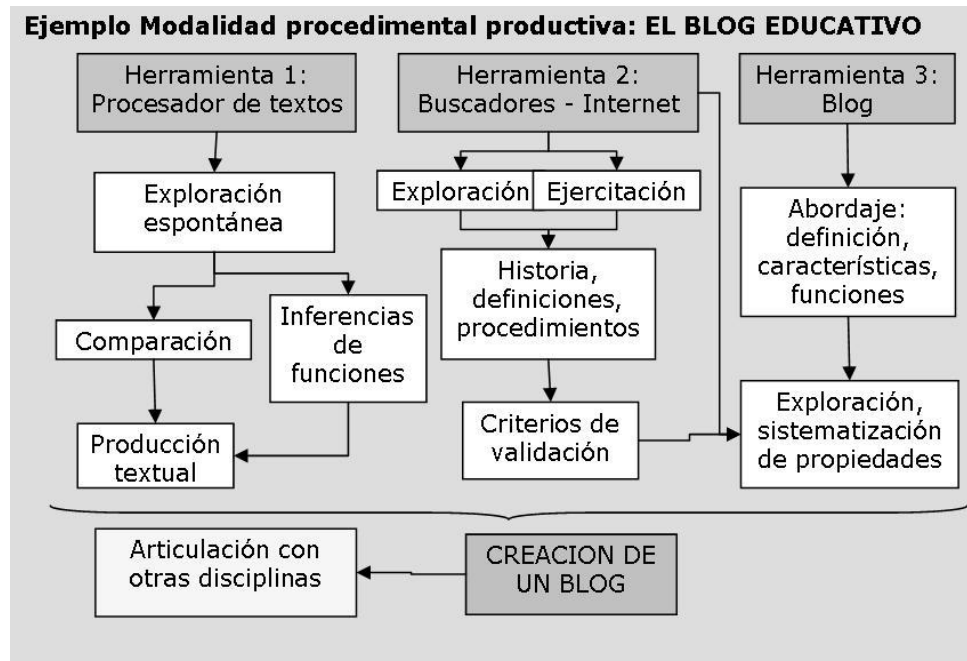 Ejemplo Modalidad procedimental productiva: EL BLOG EDUCATIVO
Herramienta 1:
Procesador de textos
Herramienta 2:
Buscadores - Internet
Herramienta 3:
Blog
Exploración
espontánea
Exploración
Ejercitación
Abordaje:
definición,
características,
funciones
Historia,
definiciones,
procedimientos
Comparación
Inferencias
de
funciones
Producción
textual
Criterios de
validación
Exploración,
sistematización
de propiedades
Articulación con
otras disciplinas
CREACION DE
UN BLOG